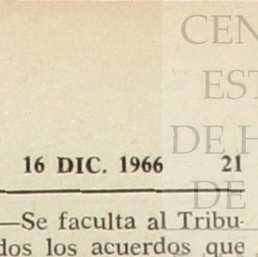 CEN
EST
DE H
16 DIC. 1966 21
DE
—Se faculta al Tribu-
dos los acuerdos que